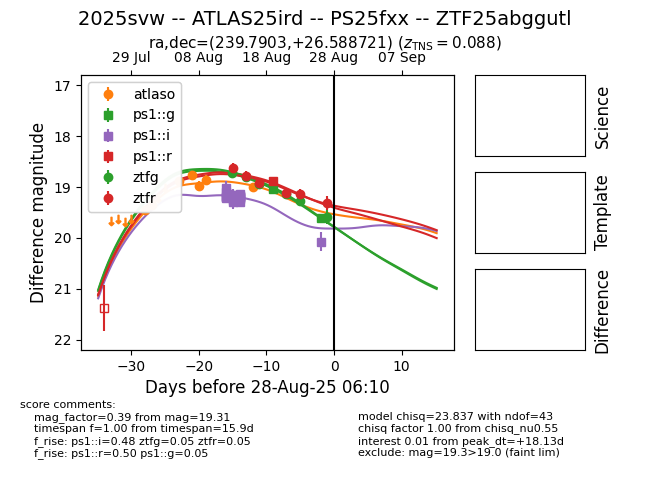 2025svw -- ATLAS25ird -- PS25fxx -- ZTF25abggutl
ra,dec=(239.7903,+26.588721) (z_TNS = 0.088)
29 Jul 08 Aug 18 Aug 28 Aug 07 Sep
atlaso
ps1::g
ps1::i
ps1::r
ztfg
ztfr
17
18
19
20
21
22
Difference magnitude
−30 −20 −10 0 10
Days before 28-Aug-25 06:10
Science
Template
Difference
score comments:
mag_factor=0.39 from mag=19.31
timespan f=1.00 from timespan=15.9d
f_rise: ps1::i=0.48 ztfg=0.05 ztfr=0.05
f_rise: ps1::r=0.50 ps1::g=0.05
model chisq=23.837 with ndof=43
chisq factor 1.00 from chisq_nu0.55
interest 0.01 from peak_dt=+18.13d
exclude: mag=19.3>19.0 (faint lim)